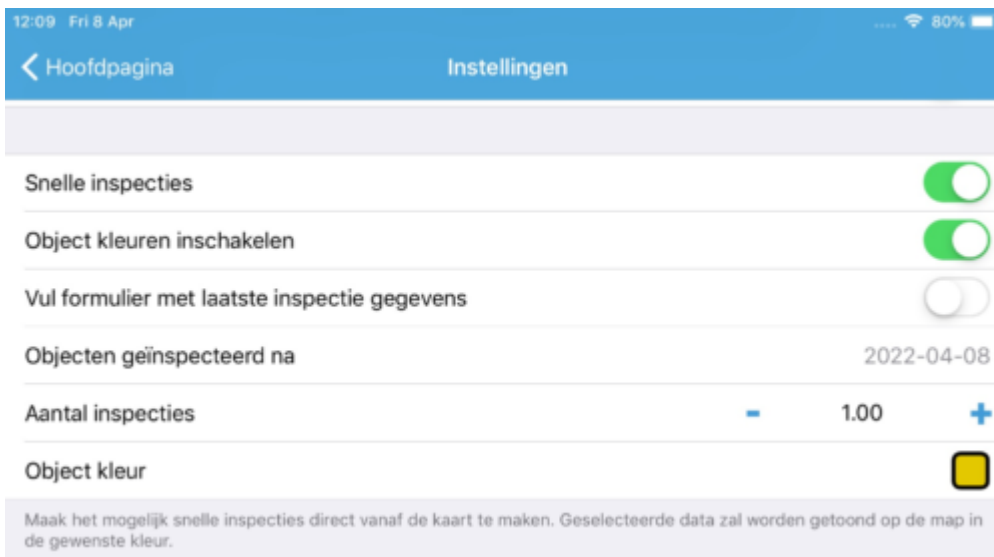 12:09 Fri 8 Apr 80%
Hoofdpagina Instellingen
Snelle inspecties
Object kleuren inschakelen
Vul formulier met laatste inspectie gegevens
Objecten geïnspecteerd na 2022-04-08
Aantal inspecties - 1.00 +
Object kleur
Maak het mogelijk snelle inspecties direct vanaf de kaart te maken. Geselecteerde data zal worden getoond op de map in
de gewenste kleur.